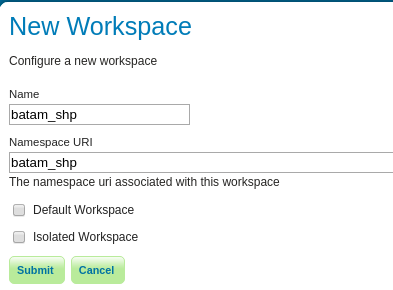 New Workspace
Configure a new workspace
Name
batam_shp
Namespace URI
batam_shp
The namespace uri associated with this workspace
Default Workspace
Isolated Workspace
Submit Cancel